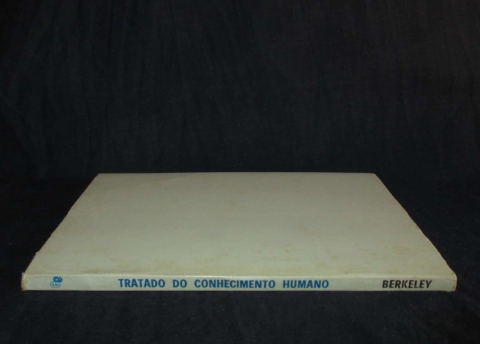 TRATADO DO CONHECIMENTO HUMANO BERKELEY